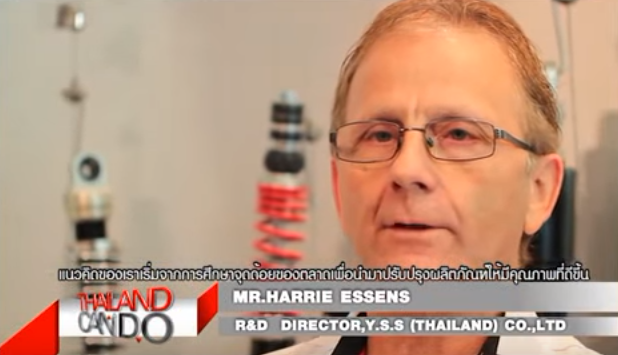 แนวคิดของเราเริ่มจากการศึกษาจุดด้อยของตลาดเพื่อนำมาปรับปรุงผลิตภัณฑ์ให้มีคุณภาพที่ดีขึ้น
THAILAND
CAN DO
MR.HARRIE ESSENS
R&D DIRECTOR,Y.S.S (THAILAND) CO.,LTD